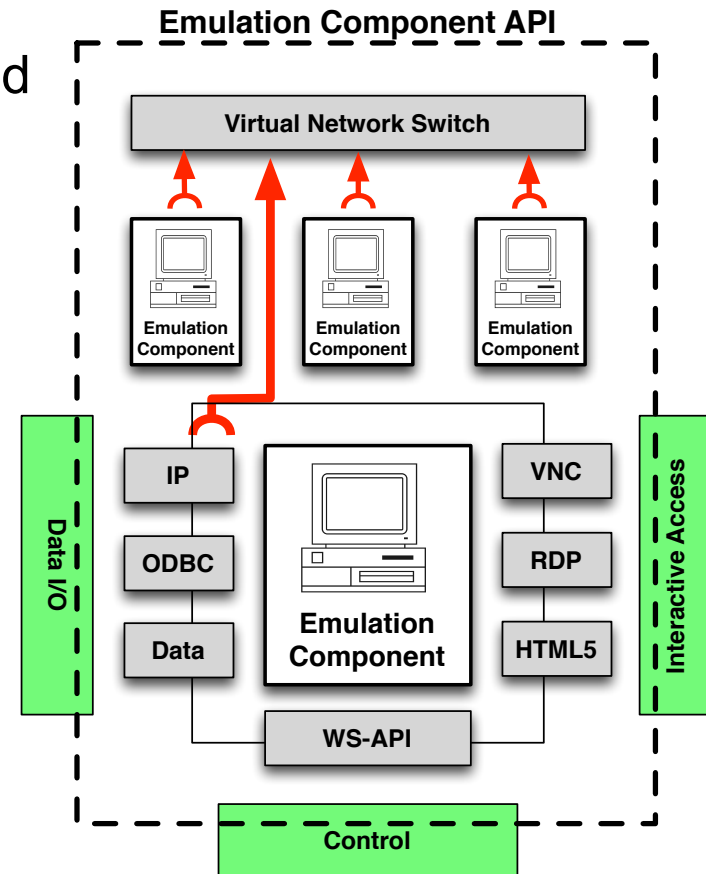 Emulation Component API
d
Virtual Network Switch
Emulation
Component
Emulation
Component
Emulation
Component
IP
ODBC
Data
Emulation
Component
VNC
RDP
HTML5
WS-API
Data I/O
Interactive Access
Control